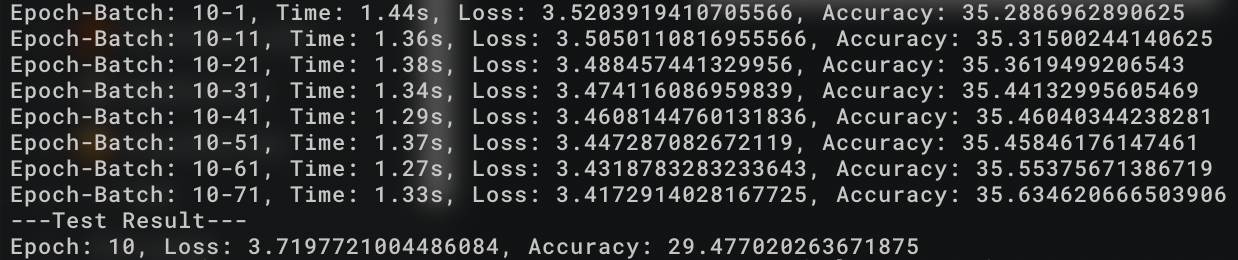 Epoch-Batch: 10-1, Time: 1.44s, Loss: 3.5203919410705566, Accuracy: 35.2886962890625
Epoch-Batch: 10-11, Time: 1.36s, Loss: 3.5050110816955566, Accuracy: 35.31500244140625
Epoch-Batch: 10-21, Time: 1.38s, Loss: 3.488457441329956, Accuracy: 35.3619499206543
Epoch-Batch: 10-31, Time: 1.34s, Loss: 3.474116086959839, Accuracy: 35.44132995605469
Epoch-Batch: 10-41, Time: 1.29s, Loss: 3.4608144760131836, Accuracy: 35.46040344238281
Epoch-Batch: 10-51, Time: 1.37s, Loss: 3.447287082672119, Accuracy: 35.45846176147461
Epoch-Batch: 10-61, Time: 1.27s, Loss: 3.4318783283233643, Accuracy: 35.55375671386719
Epoch-Batch: 10-71, Time: 1.33s, Loss: 3.4172914028167725, Accuracy: 35.634620666503906
---Test Result---
Epoch: 10, Loss: 3.7197721004486084, Accuracy: 29.477020263671875